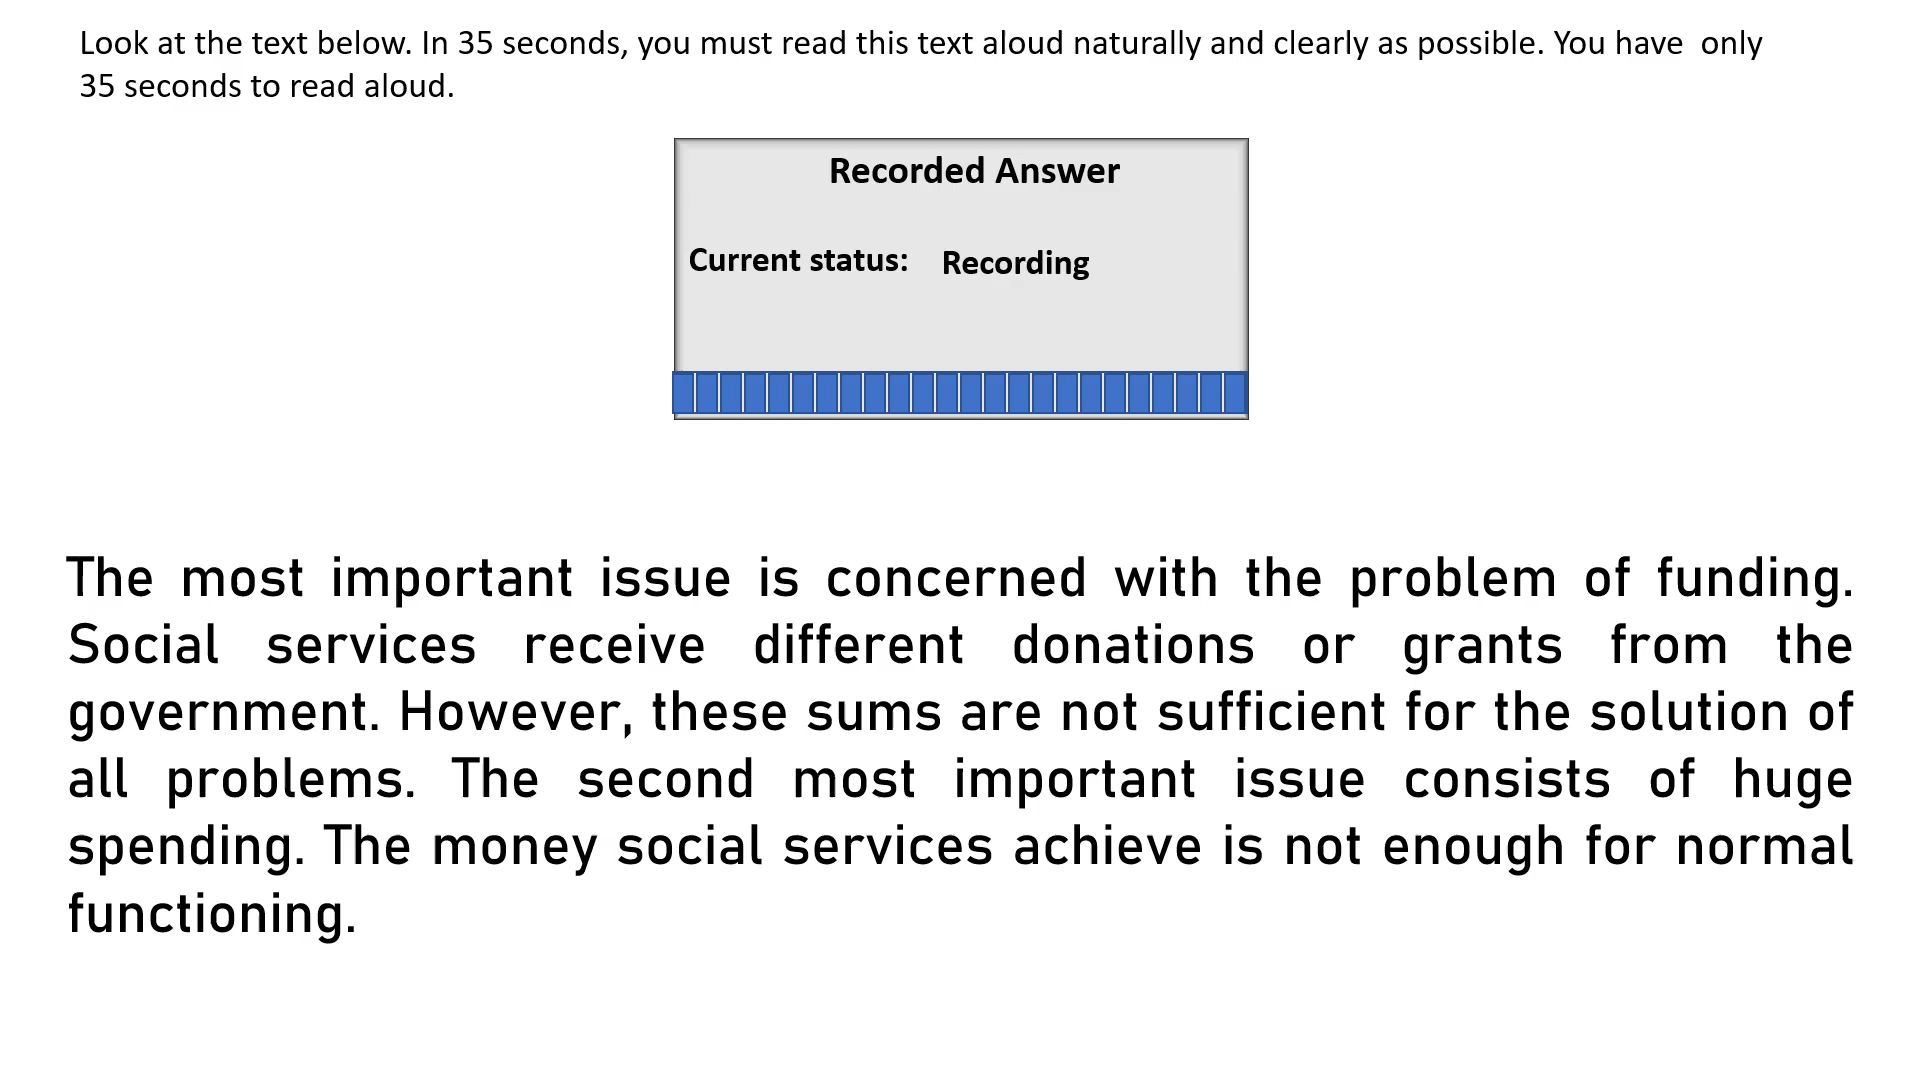 Look at the text below. In 35 seconds, you must read this text aloud naturally and clearly as possible. You have only
35 seconds to read aloud.
Recorded Answer
Current status: Recording
The most important issue is concerned with the problem of funding.
Social services receive different donations or grants from the
government. However, these sums are not sufficient for the solution of
all problems. The second most important issue consists of huge
spending. The money social services achieve is not enough for normal
functioning.